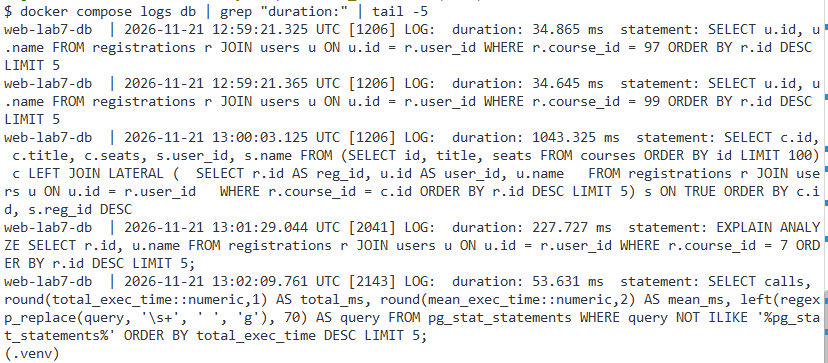 $ docker compose logs db | grep "duration:" | tail -5
web-lab7-db  | 2026-11-21 12:59:21.325 UTC [1206] LOG:  duration: 34.865 ms  statement: SELECT u.id, u
.name FROM registrations r JOIN users u ON u.id = r.user_id WHERE r.course_id = 97 ORDER BY r.id DESC
LIMIT 5
web-lab7-db  | 2026-11-21 12:59:21.365 UTC [1206] LOG:  duration: 34.645 ms  statement: SELECT u.id, u
.name FROM registrations r JOIN users u ON u.id = r.user_id WHERE r.course_id = 99 ORDER BY r.id DESC
LIMIT 5
web-lab7-db  | 2026-11-21 13:00:03.125 UTC [1206] LOG:  duration: 1043.325 ms  statement: SELECT c.id,
 c.title, c.seats, s.user_id, s.name FROM (SELECT id, title, seats FROM courses ORDER BY id LIMIT 100)
 c LEFT JOIN LATERAL (  SELECT r.id AS reg_id, u.id AS user_id, u.name   FROM registrations r JOIN use
rs u ON u.id = r.user_id   WHERE r.course_id = c.id ORDER BY r.id DESC LIMIT 5) s ON TRUE ORDER BY c.i
d, s.reg_id DESC
web-lab7-db  | 2026-11-21 13:01:29.044 UTC [2041] LOG:  duration: 227.727 ms  statement: EXPLAIN ANALY
ZE SELECT r.id, u.name FROM registrations r JOIN users u ON u.id = r.user_id WHERE r.course_id = 7 ORD
ER BY r.id DESC LIMIT 5;
web-lab7-db  | 2026-11-21 13:02:09.761 UTC [2143] LOG:  duration: 53.631 ms  statement: SELECT calls,
round(total_exec_time::numeric,1) AS total_ms, round(mean_exec_time::numeric,2) AS mean_ms, left(regex
p_replace(query, '\s+', ' ', 'g'), 70) AS query FROM pg_stat_statements WHERE query NOT ILIKE '%pg_sta
t_statements%' ORDER BY total_exec_time DESC LIMIT 5;
(.venv)